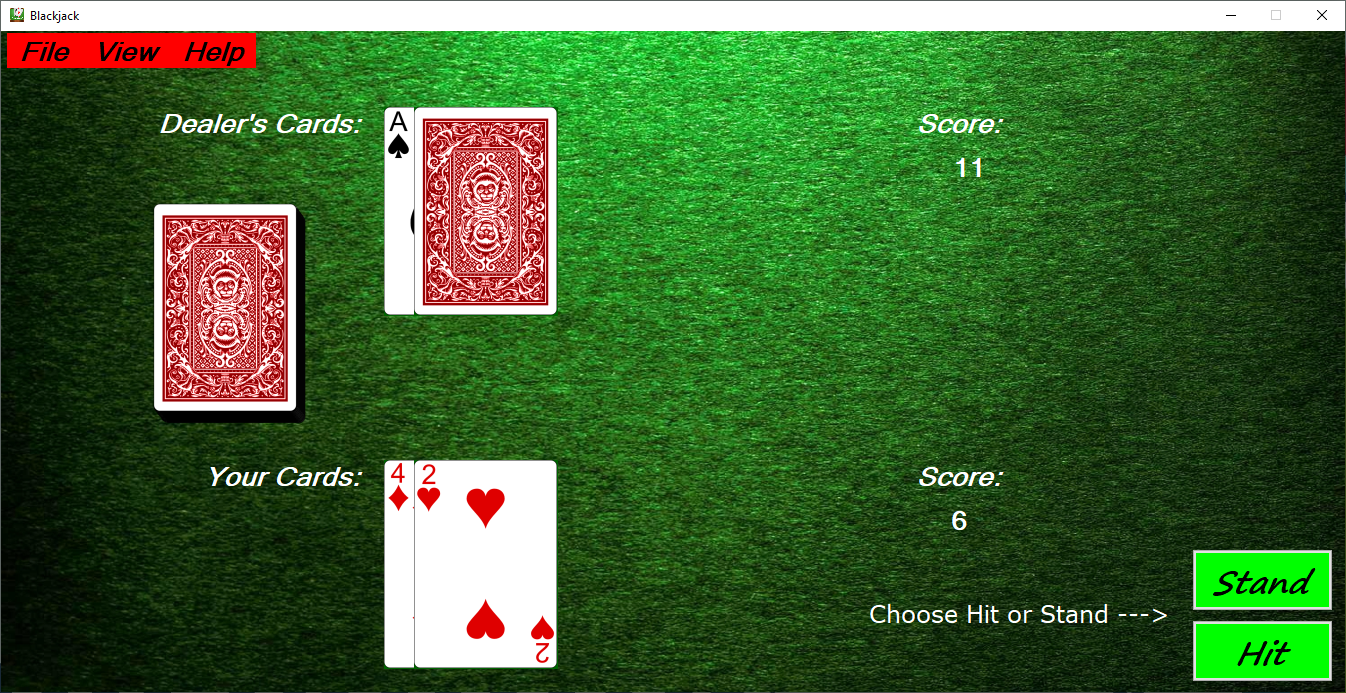 Blackjack
File View Help
Dealer's Cards:
A
Score:
11
Your Cards:
4
2
2
Score:
6
Choose Hit or Stand --->
Stand
Hit